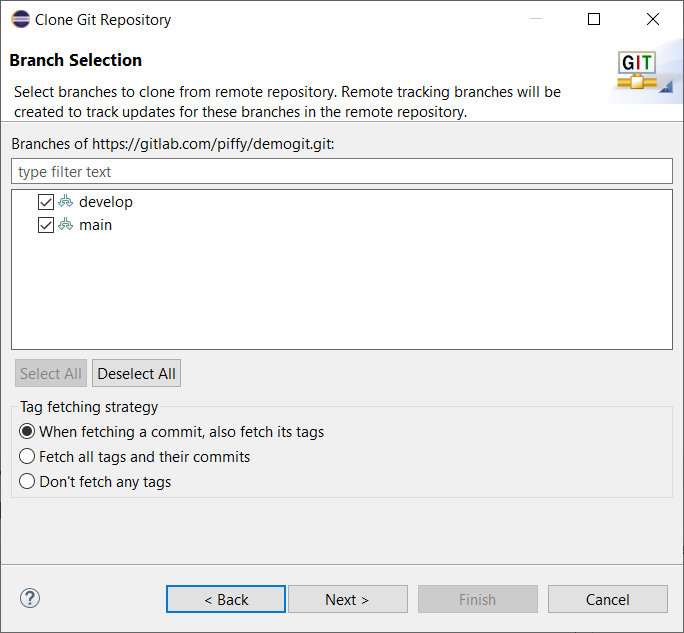 Clone Git Repository
Branch Selection
GIT
Select branches to clone from remote repository. Remote tracking branches will be
created to track updates for these branches in the remote repository.
Branches of https://gitlab.com/piffy/demogit.git:
type filter text
develop
main
Select All Deselect All
Tag fetching strategy
When fetching a commit, also fetch its tags
Fetch all tags and their commits
Don't fetch any tags
? < Back Next > Finish Cancel